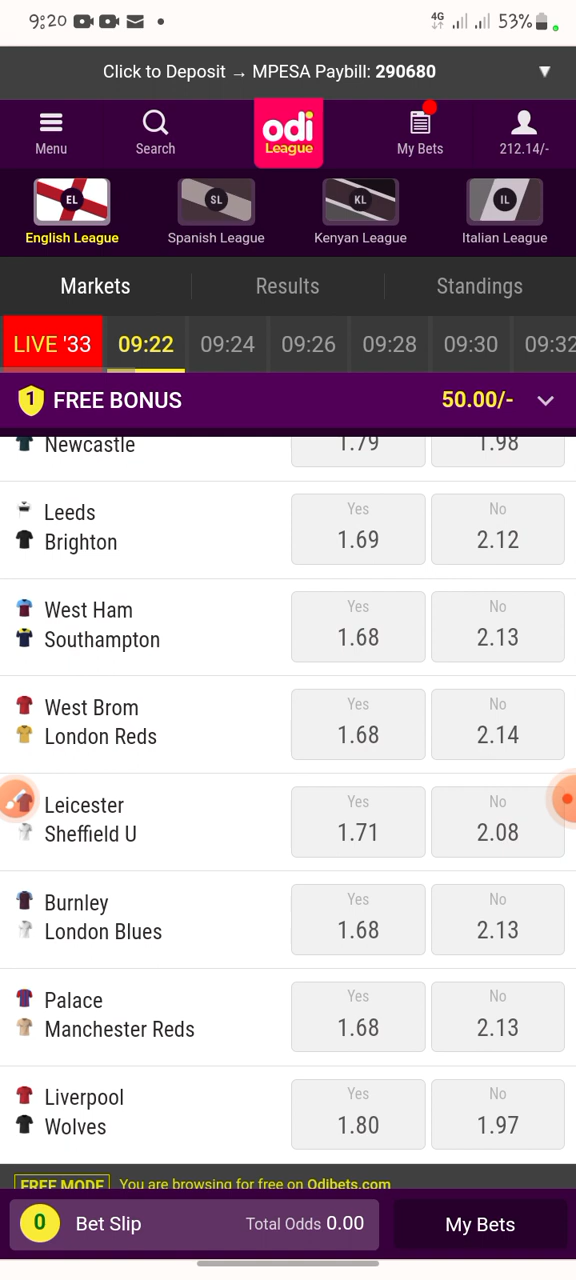 9:20
4G
53%
Click to Deposit → MPESA Paybill: 290680 ▼
Menu
Search
odi
League
My Bets
212.14/-
EL
English League
SL
Spanish League
KL
Kenyan League
IL
Italian League
Markets
Results
Standings
LIVE '33
09:22
09:24
09:26
09:28
09:30
09:32
1 FREE BONUS
50.00/-
Newcastle
1.79
1.98
Leeds
Brighton
Yes
1.69
No
2.12
West Ham
Southampton
Yes
1.68
No
2.13
West Brom
London Reds
Yes
1.68
No
2.14
Leicester
Sheffield U
Yes
1.71
No
2.08
Burnley
London Blues
Yes
1.68
No
2.13
Palace
Manchester Reds
Yes
1.68
No
2.13
Liverpool
Wolves
Yes
1.80
No
1.97
FREE MODE You are browsing for free on Odibets.com
0 Bet Slip
Total Odds 0.00
My Bets